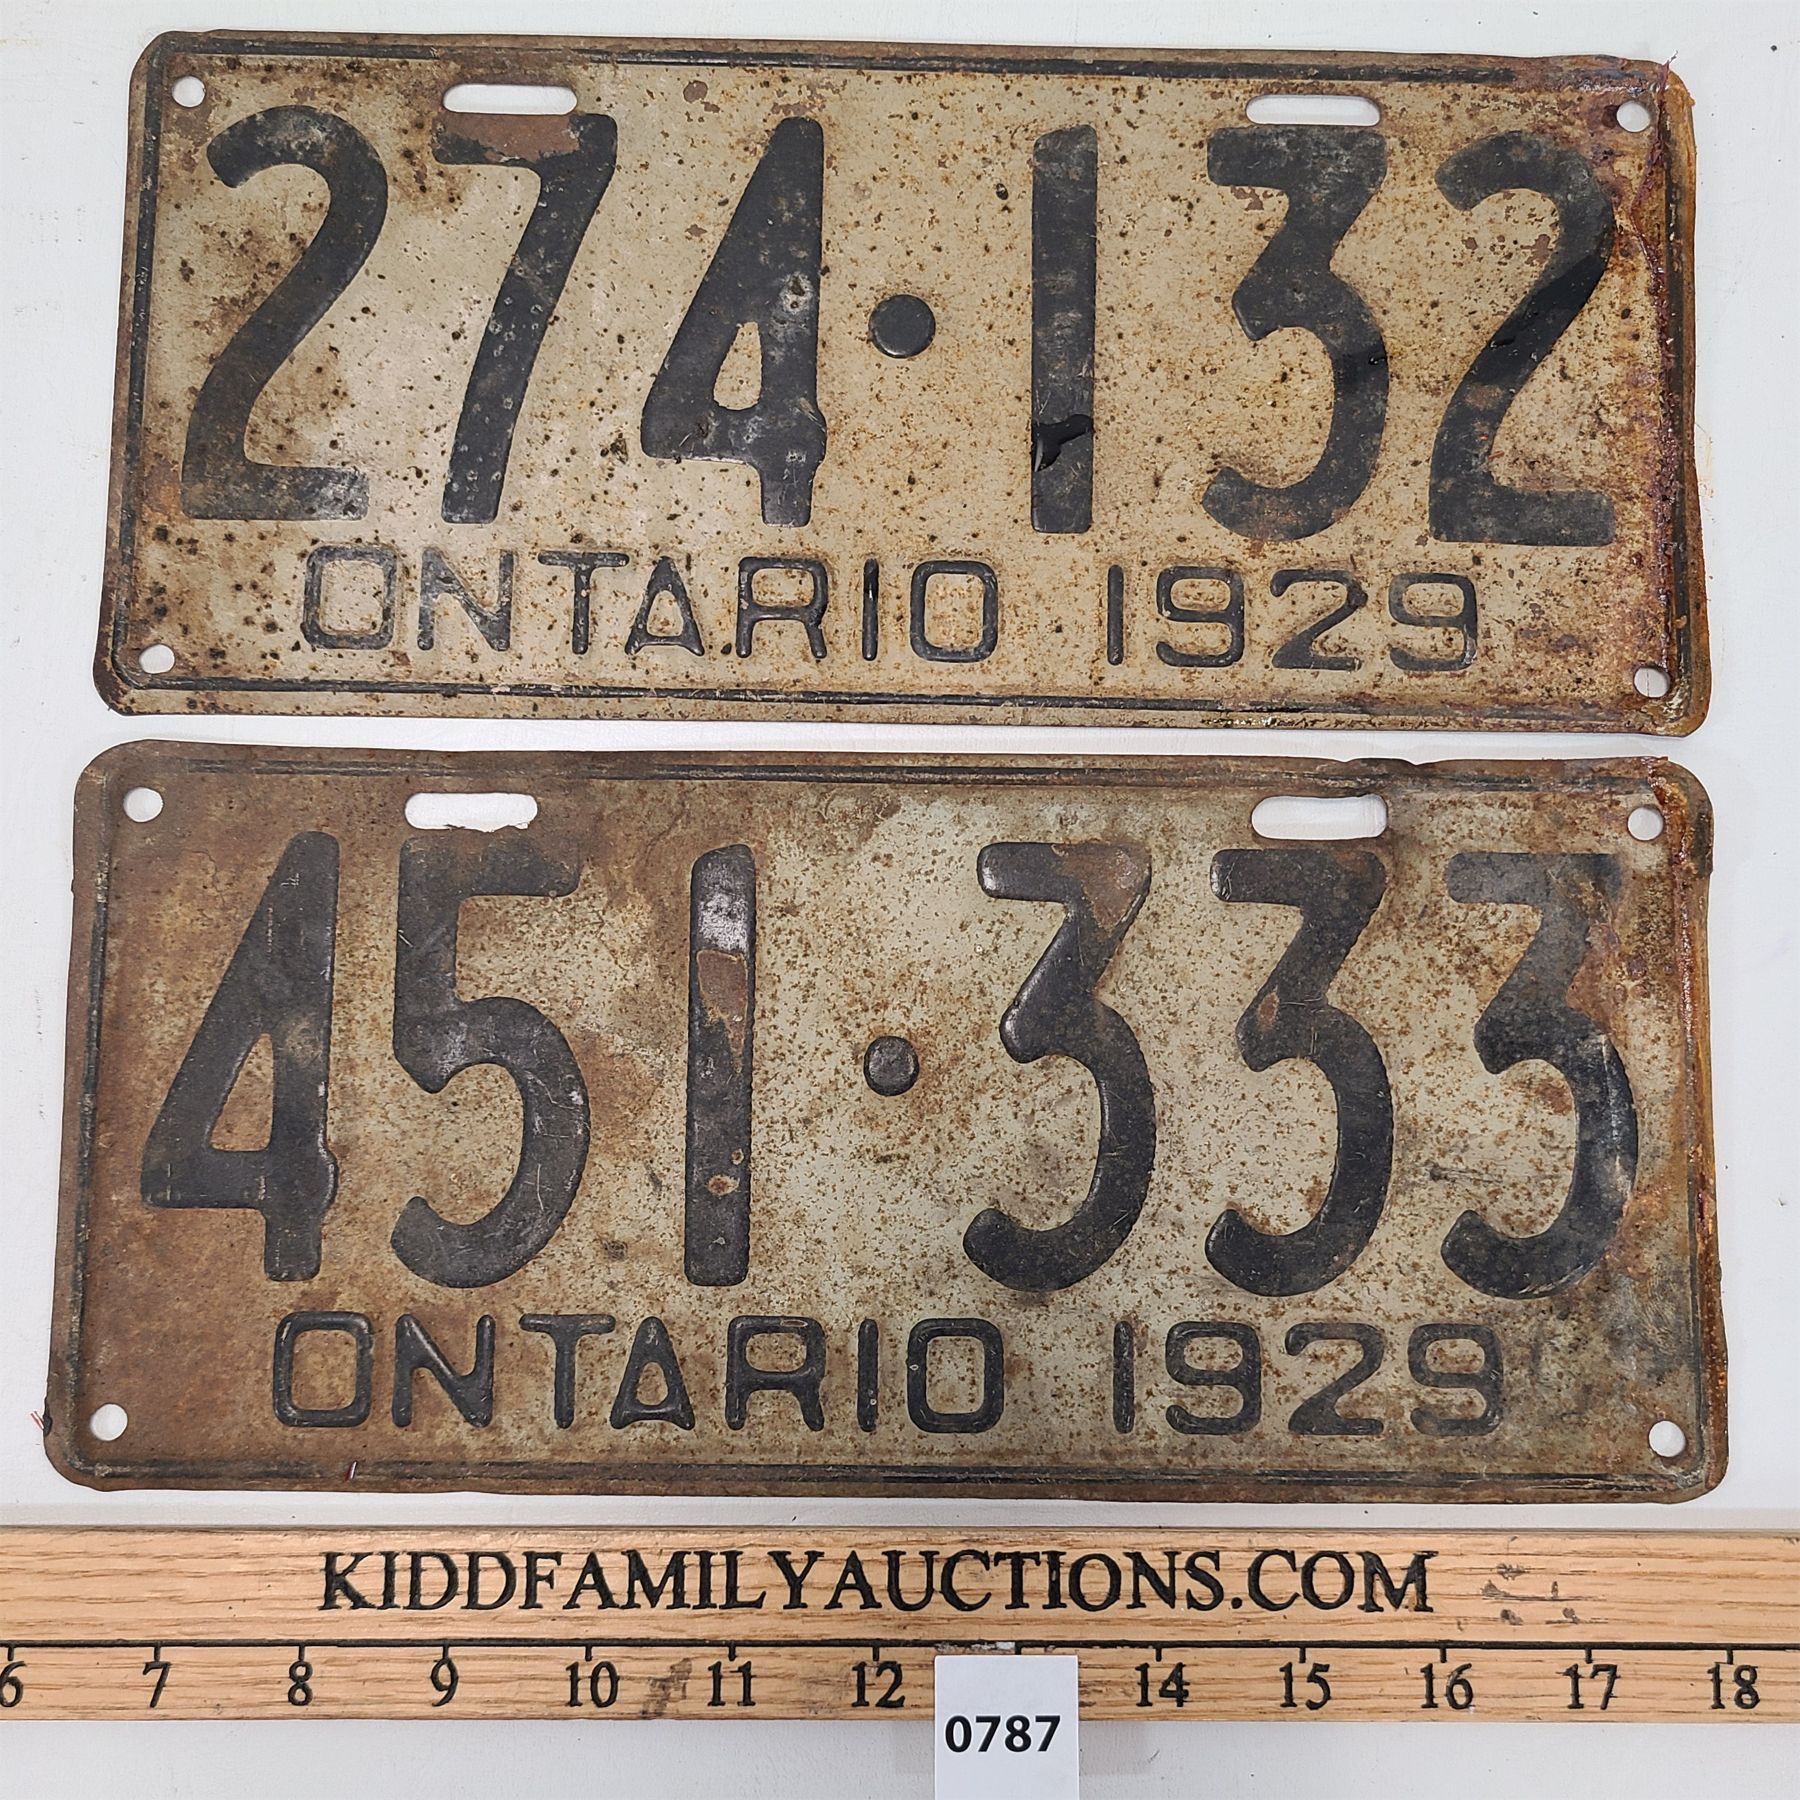 274·132
ONTARIO 1929
451·333
ONTARIO 1929
KIDDFAMILYAUCTIONS.COM
6 7 8 9 10 11 12 14 15 16 17 18
0787